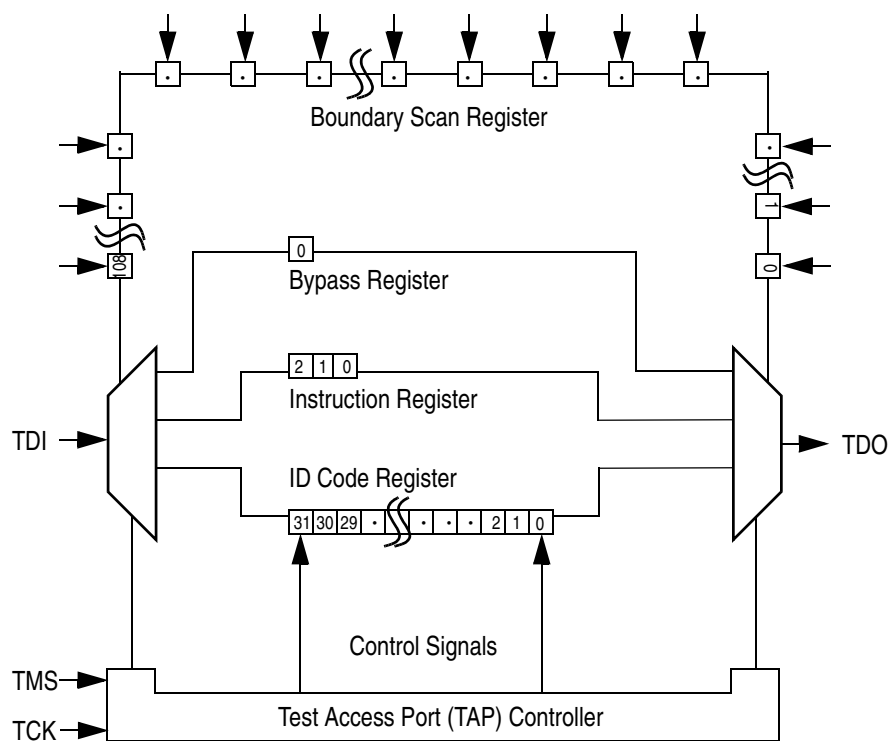 · · · · · · · ·
Boundary Scan Register
· ·
· 1
108 0
0
Bypass Register
2 1 0
Instruction Register
TDI TDO
ID Code Register
31 30 29 · · · · 2 1 0
Control Signals
TMS
Test Access Port (TAP) Controller
TCK